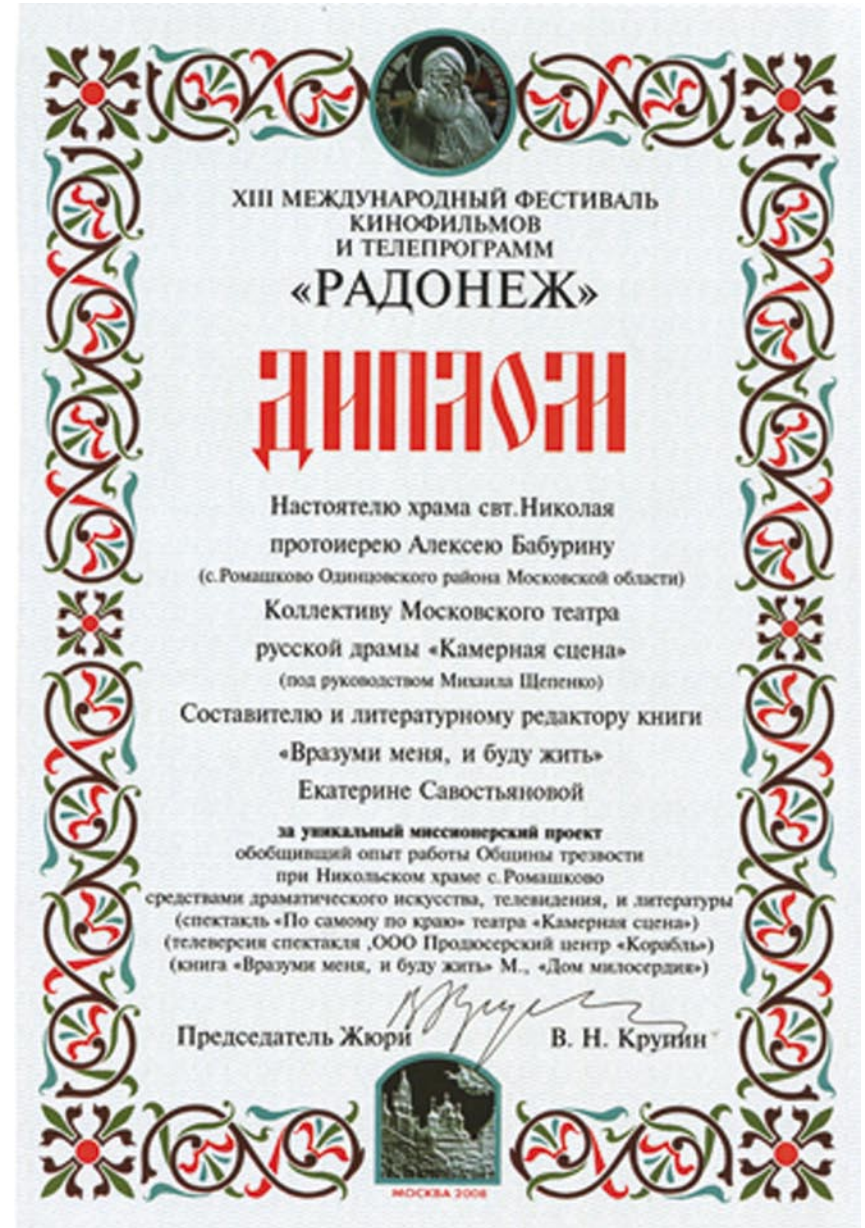 XIII МЕЖДУНАРОДНЫЙ ФЕСТИВАЛЬ
КИНОФИЛЬМОВ
И ТЕЛЕПРОГРАММ
«РАДОНЕЖ»
ДИПЛОМ
Настоятелю храма свт.Николая
протоиерею Алексею Бабурину
(с.Ромашково Одинцовского района Московской области)
Коллективу Московского театра
русской драмы «Камерная сцена»
(под руководством Михаила Щепенко)
Составителю и литературному редактору книги
«Вразуми меня, и буду жить»
Екатерине Савостьяновой
за уникальный миссионерский проект
обобщивший опыт работы Общины трезвости
при Никольском храме с.Ромашково
средствами драматического искусства, телевидения, и литературы
(спектакль «По самому по краю» театра «Камерная сцена»)
(телеверсия спектакля ,ООО Продюсерский центр «Корабль»)
(книга «Вразуми меня, и буду жить» М., «Дом милосердия»)
Председатель Жюри В. Н. Крупин
МОСКВА 2008